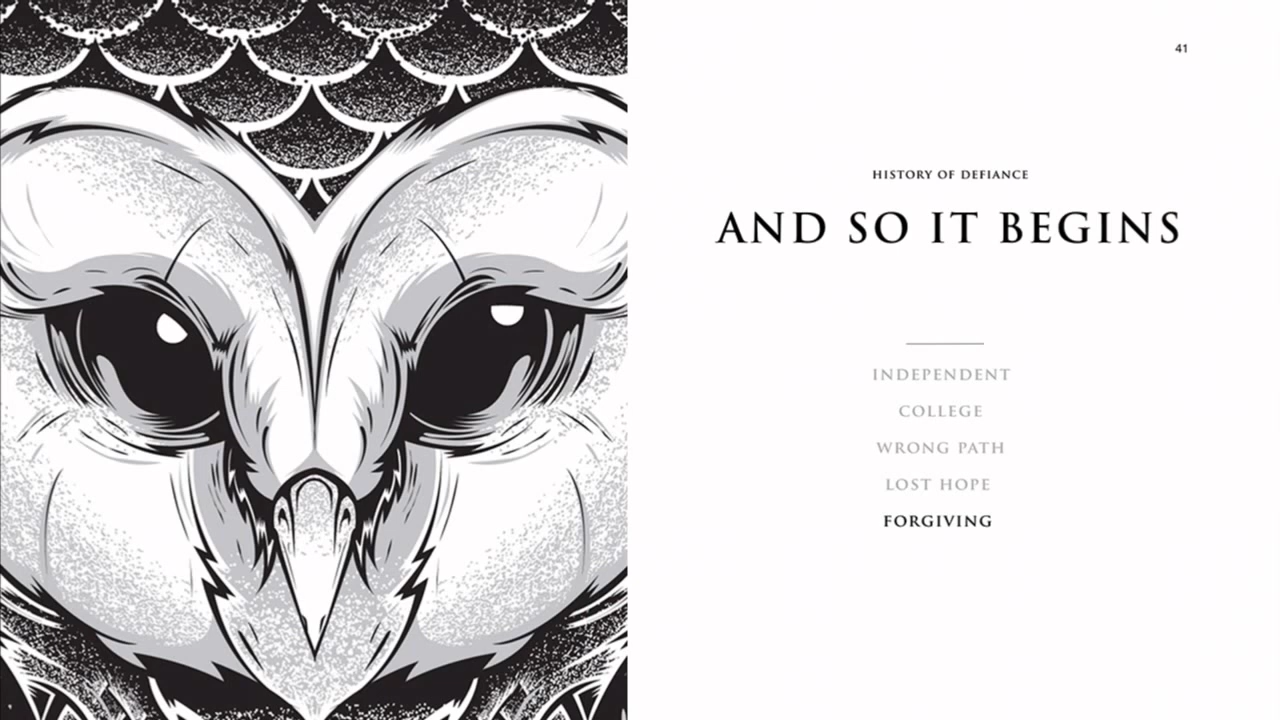 41
HISTORY OF DEFIANCE
AND SO IT BEGINS
INDEPENDENT
COLLEGE
WRONG PATH
LOST HOPE
FORGIVING